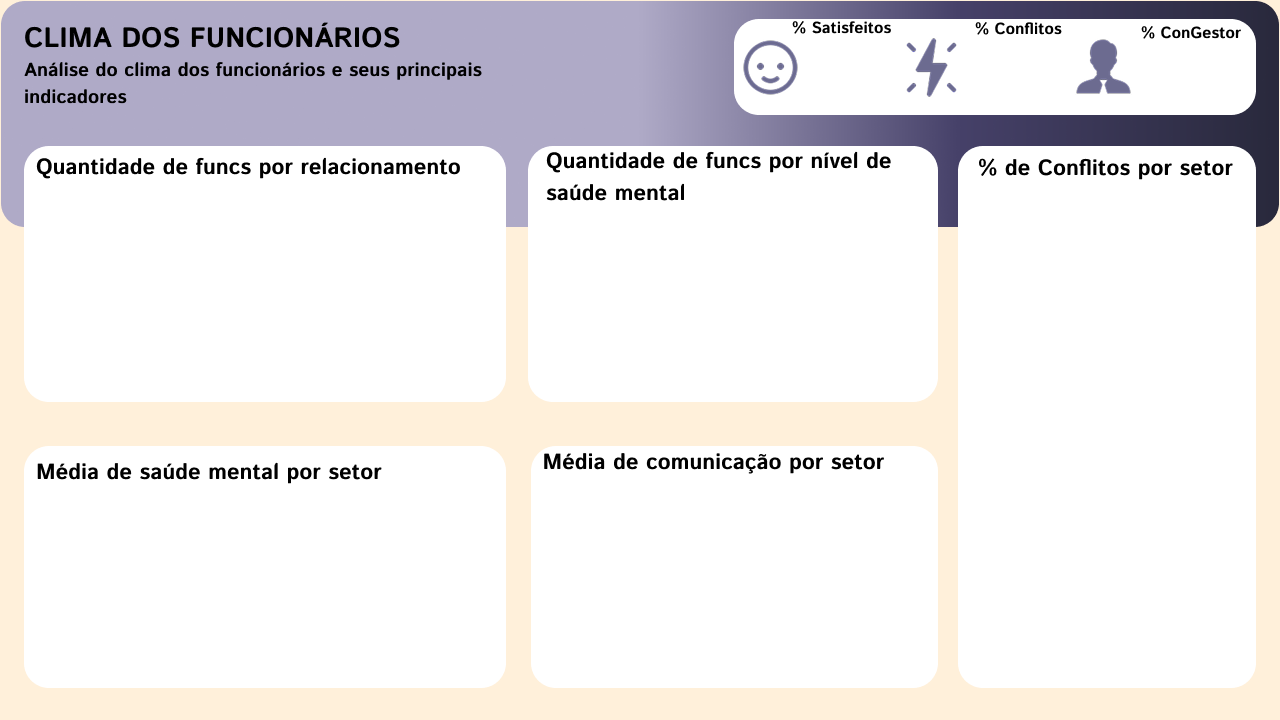 CLIMA DOS FUNCIONÁRIOS
Análise do clima dos funcionários e seus principais
indicadores
% Satisfeitos
% Conflitos
% ConGestor
Quantidade de funcs por relacionamento
Quantidade de funcs por nível de
saúde mental
% de Conflitos por setor
Média de saúde mental por setor
Média de comunicação por setor